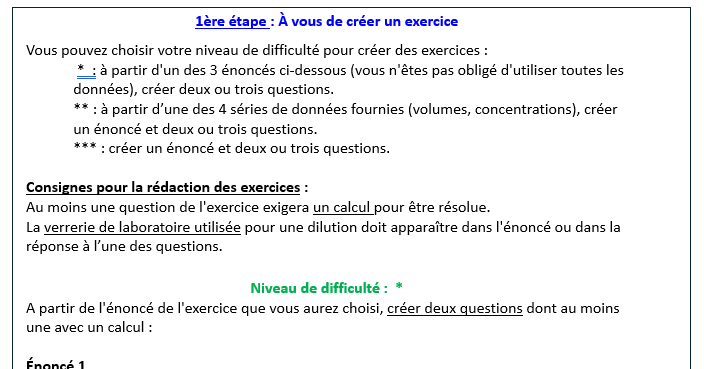 1ère étape : À vous de créer un exercice
Vous pouvez choisir votre niveau de difficulté pour créer des exercices :
* : à partir d'un des 3 énoncés ci-dessous (vous n'êtes pas obligé d'utiliser toutes les
données), créer deux ou trois questions.
** : à partir d’une des 4 séries de données fournies (volumes, concentrations), créer
un énoncé et deux ou trois questions.
*** : créer un énoncé et deux ou trois questions.
Consignes pour la rédaction des exercices :
Au moins une question de l'exercice exigera un calcul pour être résolue.
La verrerie de laboratoire utilisée pour une dilution doit apparaître dans l'énoncé ou dans la
réponse à l’une des questions.
Niveau de difficulté : *
A partir de l'énoncé de l'exercice que vous aurez choisi, créer deux questions dont au moins
une avec un calcul :
Énoncé 1